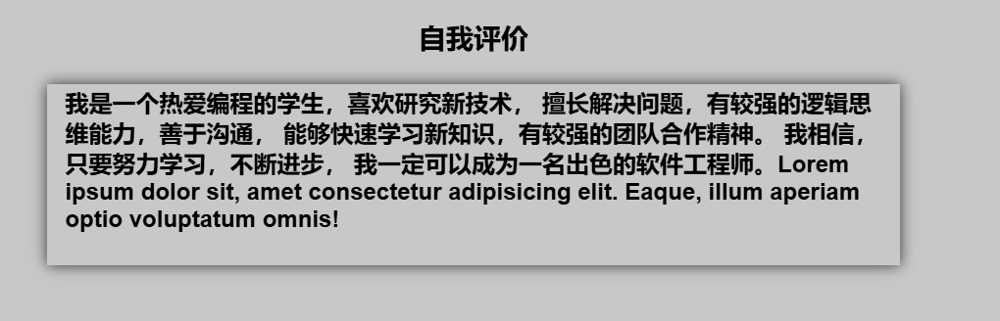 自我评价
我是一个热爱编程的学生，喜欢研究新技术， 擅长解决问题，有较强的逻辑思
维能力，善于沟通， 能够快速学习新知识，有较强的团队合作精神。 我相信，
只要努力学习，不断进步， 我一定可以成为一名出色的软件工程师。Lorem
ipsum dolor sit, amet consectetur adipisicing elit. Eaque, illum aperiam
optio voluptatum omnis!